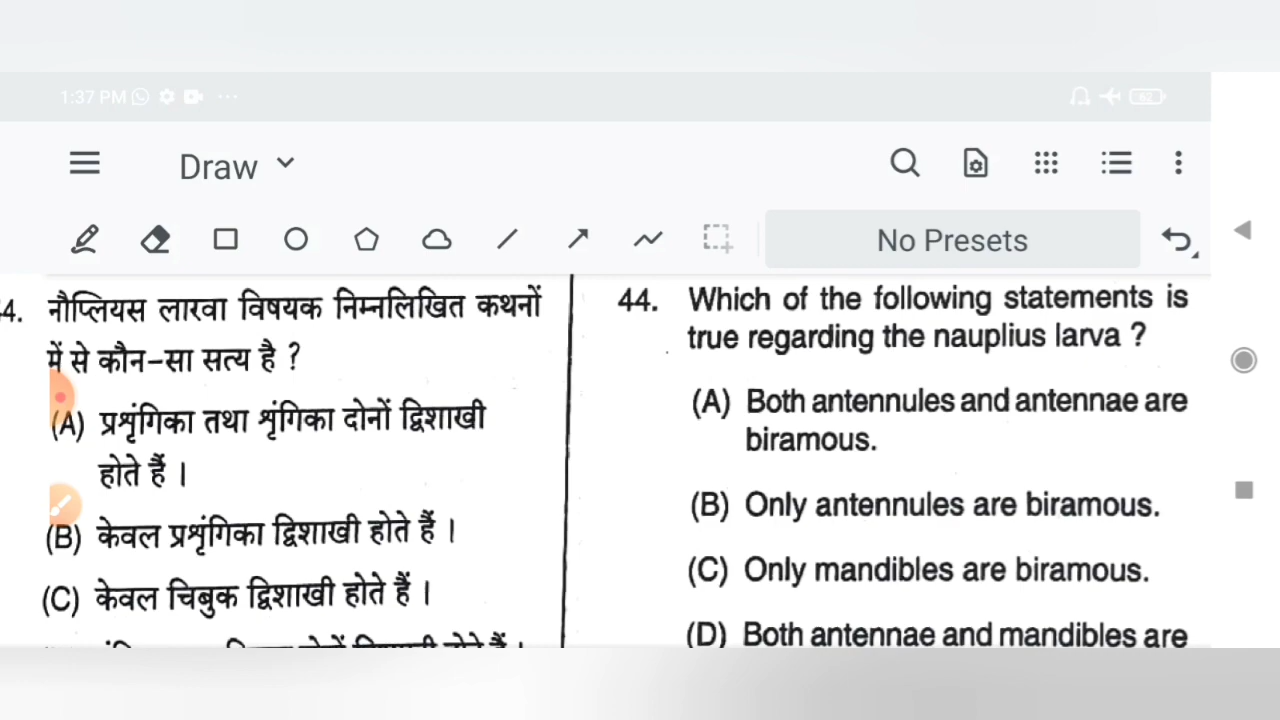 1:37 PM
62
Draw
No Presets
4. नौप्लियस लारवा विषयक निम्नलिखित कथनों
में से कौन-सा सत्य है ?
(A) प्रशृंगिका तथा शृंगिका दोनों द्विशाखी
होते हैं ।
(B) केवल प्रशृंगिका द्विशाखी होते हैं ।
(C) केवल चिबुक द्विशाखी होते हैं ।
44. Which of the following statements is
true regarding the nauplius larva ?
(A) Both antennules and antennae are
biramous.
(B) Only antennules are biramous.
(C) Only mandibles are biramous.
(D) Both antennae and mandibles are